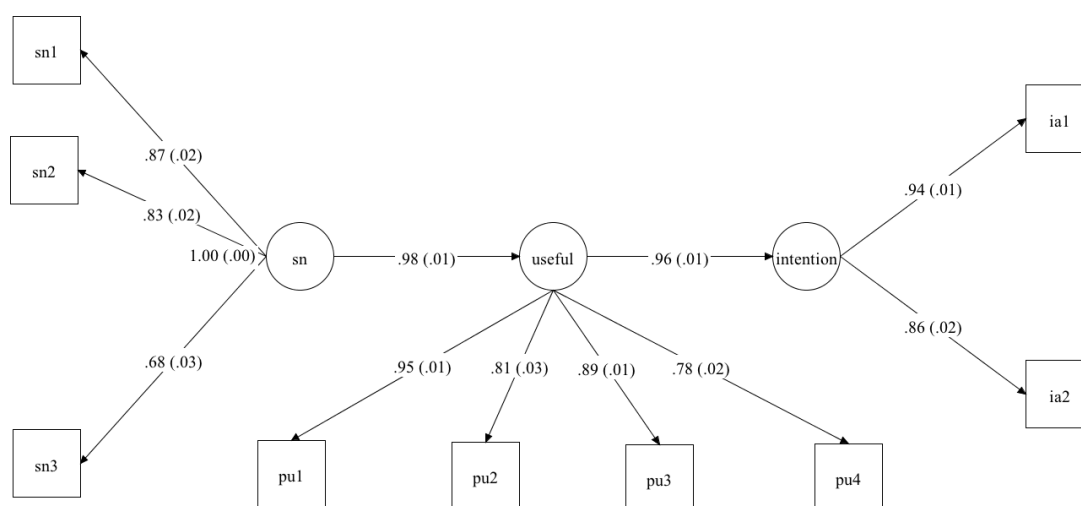 sn1
sn2
.87 (.02)
.83 (.02)
1.00 (.00)
sn
.98 (.01)
useful
.96 (.01)
intention
.94 (.01)
ia1
.86 (.02)
ia2
.68 (.03)
sn3
.95 (.01)
.81 (.03)
.89 (.01)
.78 (.02)
pu1
pu2
pu3
pu4